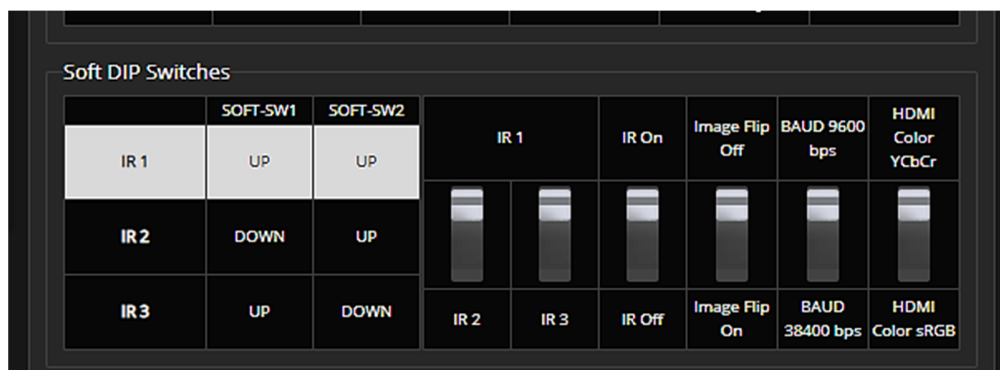 Soft DIP Switches
SOFT-SW1 SOFT-SW2
IR 1 UP UP
IR 2 DOWN UP
IR 3 UP DOWN
IR 1
IR On
Image Flip
Off
BAUD 9600
bps
HDMI
Color
YCbCr
IR 2
IR 3
IR Off
Image Flip
On
BAUD
38400 bps
HDMI
Color sRGB